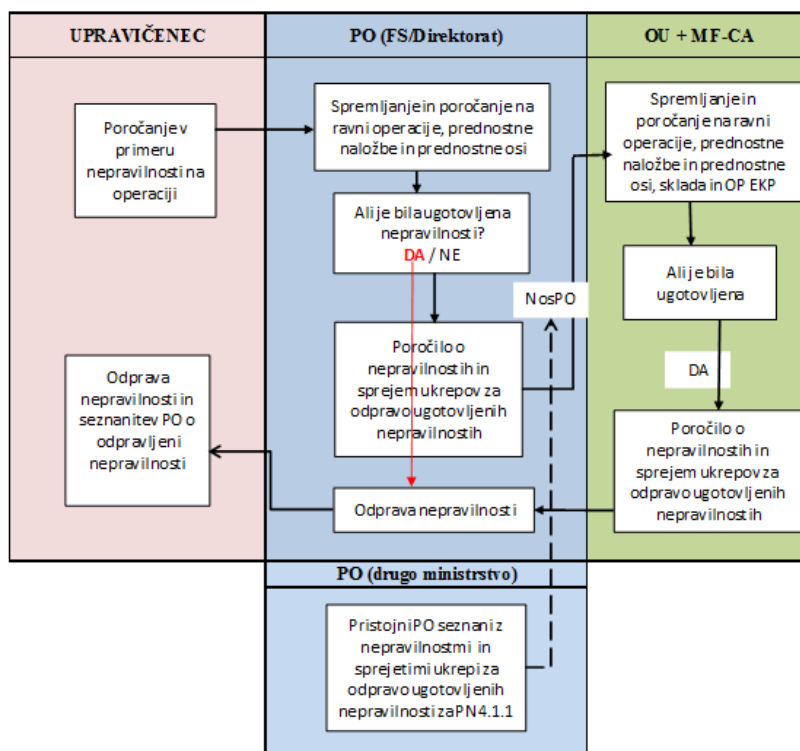 UPRAVIČENEC
PO (FS/Direktorat)
OU + MF-CA
Poročanje v
primeru
nepravilnosti na
operaciji
Spremljanje in poročanje na
ravni operacije, prednostne
naložbe in prednostne osi
Spremljanje in
poročanje na ravni
operacije, prednostne
naložbe in prednostne
osi, sklada in OP EKP
Ali je bila ugotovljena
nepravilnosti?
DA / NE
Ali je bila
ugotovljena
NosPO
DA
Poročilo o
nepravilnostih in
sprejem ukrepov za
odpravo ugotovljenih
nepravilnostih
Odprava
nepravilnosti in
seznanitev PO o
odpravljeni
nepravilnosti
Poročilo o
nepravilnostih in
sprejem ukrepov za
odpravo ugotovljenih
nepravilnostih
Odprava nepravilnosti
PO (drugo ministrstvo)
Pristojni PO seznani z
nepravilnostmi in
sprejetimi ukrepi za
odpravo ugotovljenih
nepravilnosti za PN 4.1.1